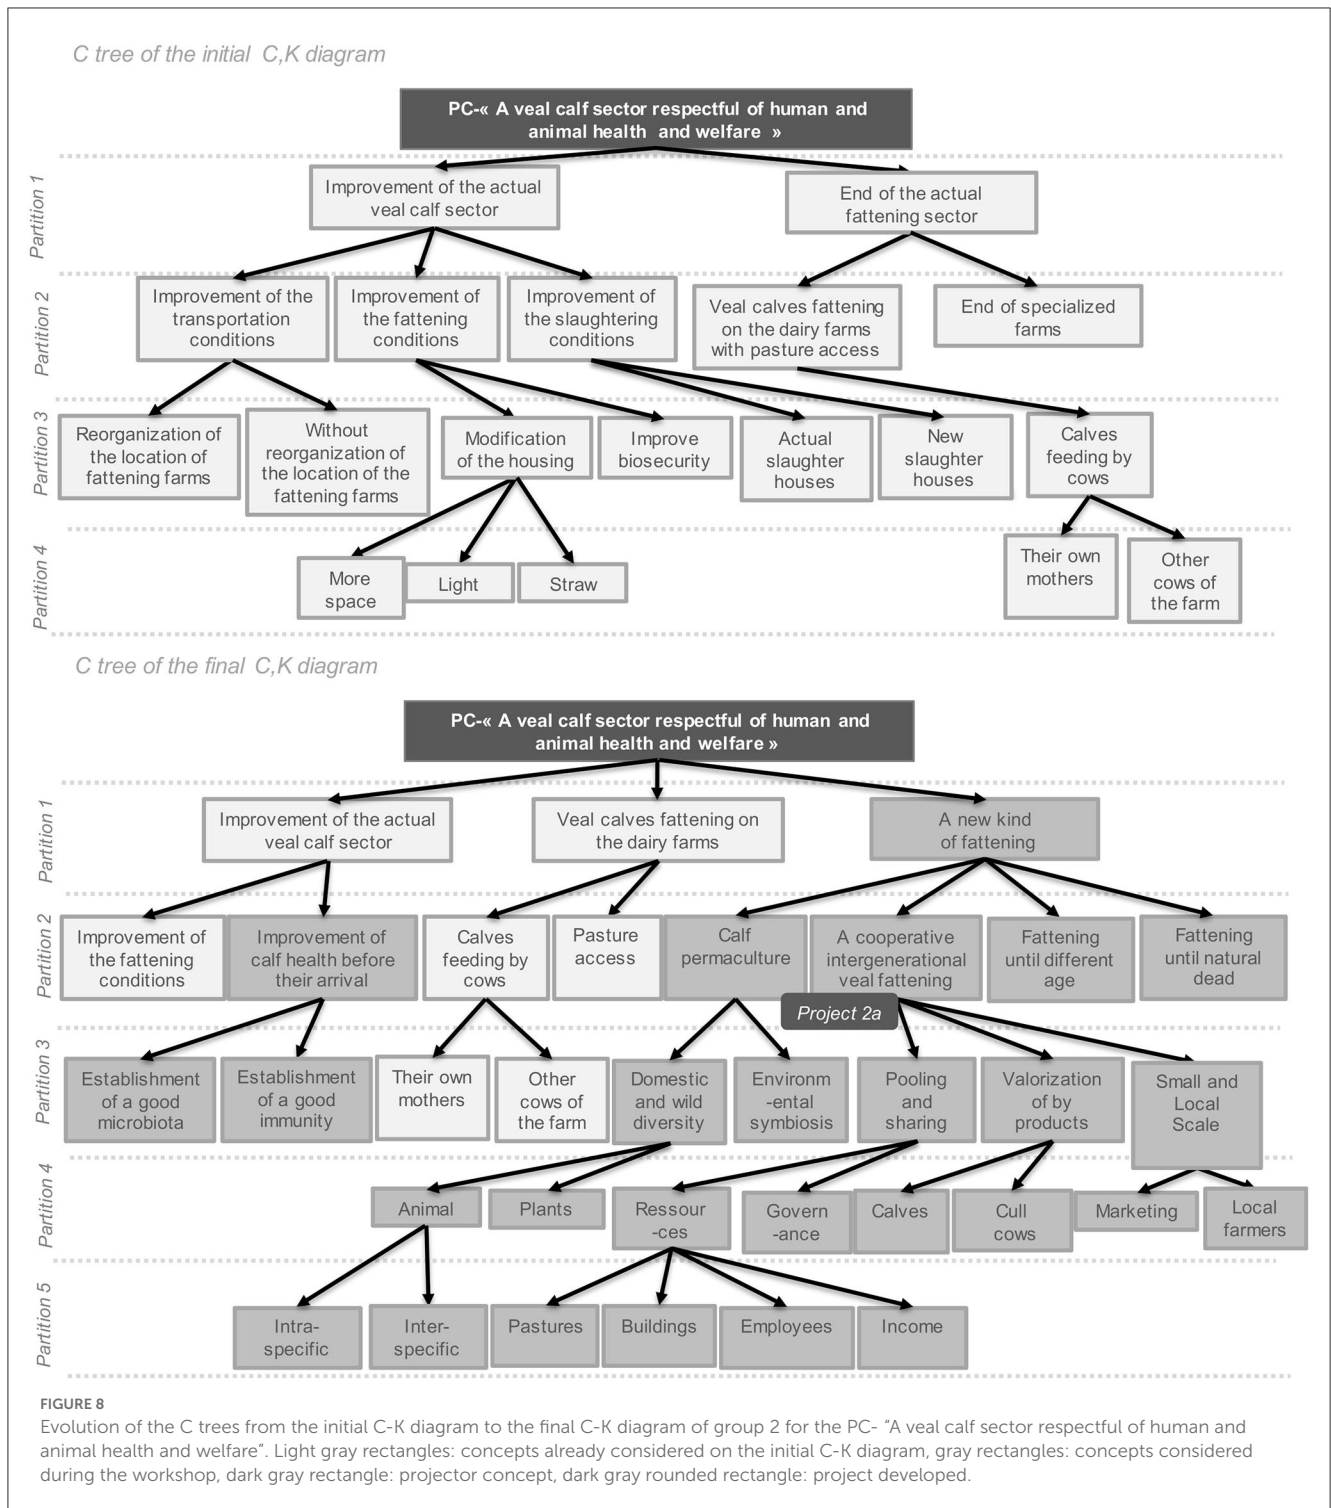 C tree of the initial C,K diagram
PC-« A veal calf sector respectful of human and
animal health and welfare »
Partition 1
Improvement of the actual
veal calf sector
End of the actual
fattening sector
Partition 2
Improvement of the
transportation
conditions
Improvement of
the fattening
conditions
Improvement of
the slaughtering
conditions
Veal calves fattening
on the dairy farms
with pasture access
End of specialized
farms
Partition 3
Reorganization of
the location of
fattening farms
Without
reorganization of
the location of the
fattening farms
Modification
of the housing
Improve
biosecurity
Actual
slaughter
houses
New
slaughter
houses
Calves
feeding by
cows
Partition 4
More
space
Light
Straw
Their own
mothers
Other
cows of
the farm
C tree of the final C,K diagram
PC-« A veal calf sector respectful of human and
animal health and welfare »
Partition 1
Improvement of the actual
veal calf sector
Veal calves fattening on
the dairy farms
A new kind
of fattening
Partition 2
Improvement of
the fattening
conditions
Improvement of
calf health before
their arrival
Calves
feeding by
cows
Pasture
access
Calf
permaculture
A cooperative
intergenerational
veal fattening
Fattening
until different
age
Fattening
until natural
dead
Project 2a
Partition 3
Establishment
of a good
microbiota
Establishment
of a good
immunity
Their own
mothers
Other
cows of
the farm
Domestic
and wild
diversity
Environm
-ental
symbiosis
Pooling
and
sharing
Valorization
of by
products
Small and
Local
Scale
Partition 4
Animal
Plants
Ressour
-ces
Govern
-ance
Calves
Cull
cows
Marketing
Local
farmers
Partition 5
Intra-
specific
Inter-
specific
Pastures
Buildings
Employees
Income
FIGURE 8
Evolution of the C trees from the initial C-K diagram to the final C-K diagram of group 2 for the PC- "A veal calf sector respectful of human and
animal health and welfare". Light gray rectangles: concepts already considered on the initial C-K diagram, gray rectangles: concepts considered
during the workshop, dark gray rectangle: projector concept, dark gray rounded rectangle: project developed.